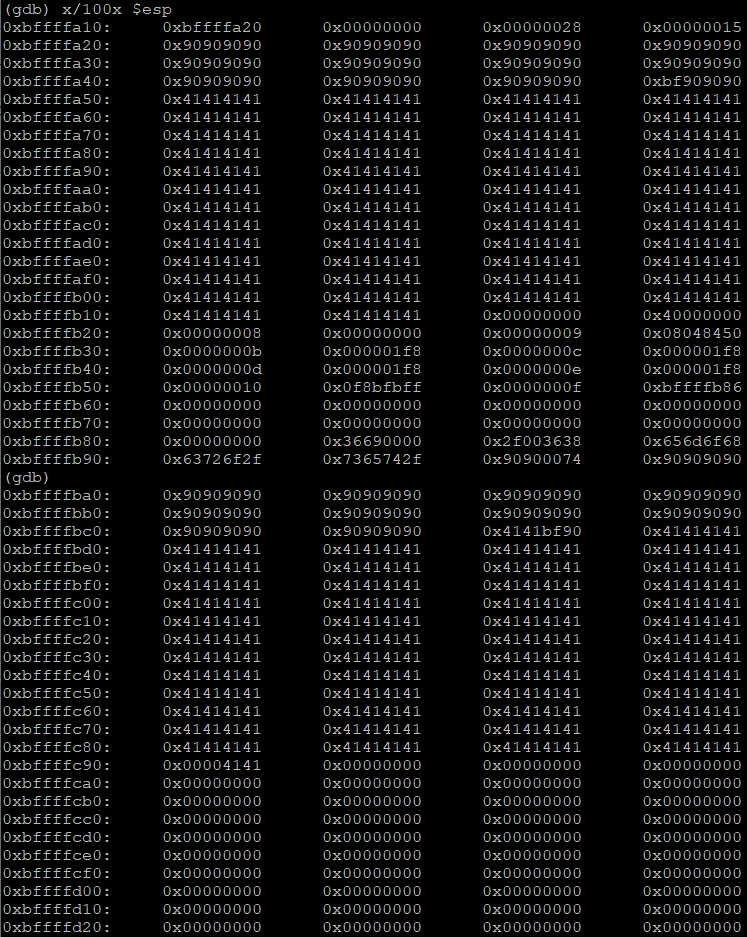 (gdb) x/100x $esp
0xbffffa10: 0xbffffa20 0x00000000 0x00000028 0x00000015
0xbffffa20: 0x90909090 0x90909090 0x90909090 0x90909090
0xbffffa30: 0x90909090 0x90909090 0x90909090 0x90909090
0xbffffa40: 0x90909090 0x90909090 0x90909090 0xbf909090
0xbffffa50: 0x41414141 0x41414141 0x41414141 0x41414141
0xbffffa60: 0x41414141 0x41414141 0x41414141 0x41414141
0xbffffa70: 0x41414141 0x41414141 0x41414141 0x41414141
0xbffffa80: 0x41414141 0x41414141 0x41414141 0x41414141
0xbffffa90: 0x41414141 0x41414141 0x41414141 0x41414141
0xbffffaa0: 0x41414141 0x41414141 0x41414141 0x41414141
0xbffffab0: 0x41414141 0x41414141 0x41414141 0x41414141
0xbffffac0: 0x41414141 0x41414141 0x41414141 0x41414141
0xbffffad0: 0x41414141 0x41414141 0x41414141 0x41414141
0xbffffae0: 0x41414141 0x41414141 0x41414141 0x41414141
0xbffffaf0: 0x41414141 0x41414141 0x41414141 0x41414141
0xbffffb00: 0x41414141 0x41414141 0x41414141 0x41414141
0xbffffb10: 0x41414141 0x41414141 0x00000000 0x40000000
0xbffffb20: 0x00000008 0x00000000 0x00000009 0x08048450
0xbffffb30: 0x0000000b 0x000001f8 0x0000000c 0x000001f8
0xbffffb40: 0x0000000d 0x000001f8 0x0000000e 0x000001f8
0xbffffb50: 0x00000010 0x0f8bfbff 0x0000000f 0xbffffb86
0xbffffb60: 0x00000000 0x00000000 0x00000000 0x00000000
0xbffffb70: 0x00000000 0x00000000 0x00000000 0x00000000
0xbffffb80: 0x00000000 0x36690000 0x2f003638 0x656d6f68
0xbffffb90: 0x63726f2f 0x7365742f 0x90900074 0x90909090
(gdb)
0xbffffba0: 0x90909090 0x90909090 0x90909090 0x90909090
0xbffffbb0: 0x90909090 0x90909090 0x90909090 0x90909090
0xbffffbc0: 0x90909090 0x90909090 0x4141bf90 0x41414141
0xbffffbd0: 0x41414141 0x41414141 0x41414141 0x41414141
0xbffffbe0: 0x41414141 0x41414141 0x41414141 0x41414141
0xbffffbf0: 0x41414141 0x41414141 0x41414141 0x41414141
0xbffffc00: 0x41414141 0x41414141 0x41414141 0x41414141
0xbffffc10: 0x41414141 0x41414141 0x41414141 0x41414141
0xbffffc20: 0x41414141 0x41414141 0x41414141 0x41414141
0xbffffc30: 0x41414141 0x41414141 0x41414141 0x41414141
0xbffffc40: 0x41414141 0x41414141 0x41414141 0x41414141
0xbffffc50: 0x41414141 0x41414141 0x41414141 0x41414141
0xbffffc60: 0x41414141 0x41414141 0x41414141 0x41414141
0xbffffc70: 0x41414141 0x41414141 0x41414141 0x41414141
0xbffffc80: 0x41414141 0x41414141 0x41414141 0x41414141
0xbffffc90: 0x00004141 0x00000000 0x00000000 0x00000000
0xbffffca0: 0x00000000 0x00000000 0x00000000 0x00000000
0xbffffcb0: 0x00000000 0x00000000 0x00000000 0x00000000
0xbffffcc0: 0x00000000 0x00000000 0x00000000 0x00000000
0xbffffcd0: 0x00000000 0x00000000 0x00000000 0x00000000
0xbffffce0: 0x00000000 0x00000000 0x00000000 0x00000000
0xbffffcf0: 0x00000000 0x00000000 0x00000000 0x00000000
0xbffffd00: 0x00000000 0x00000000 0x00000000 0x00000000
0xbffffd10: 0x00000000 0x00000000 0x00000000 0x00000000
0xbffffd20: 0x00000000 0x00000000 0x00000000 0x00000000